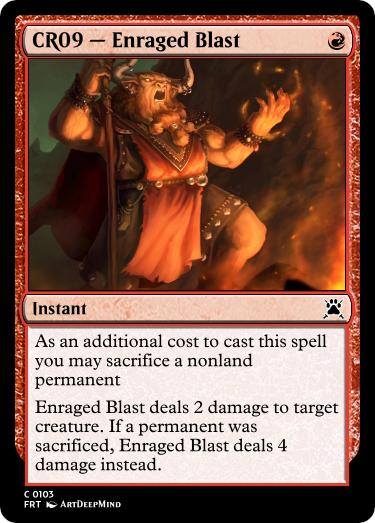 CR09 — Enraged Blast
Instant
As an additional cost to cast this spell
you may sacrifice a nonland
permanent
Enraged Blast deals 2 damage to target
creature. If a permanent was
sacrificed, Enraged Blast deals 4
damage instead.
C 0103
FRT ArtDeepMind